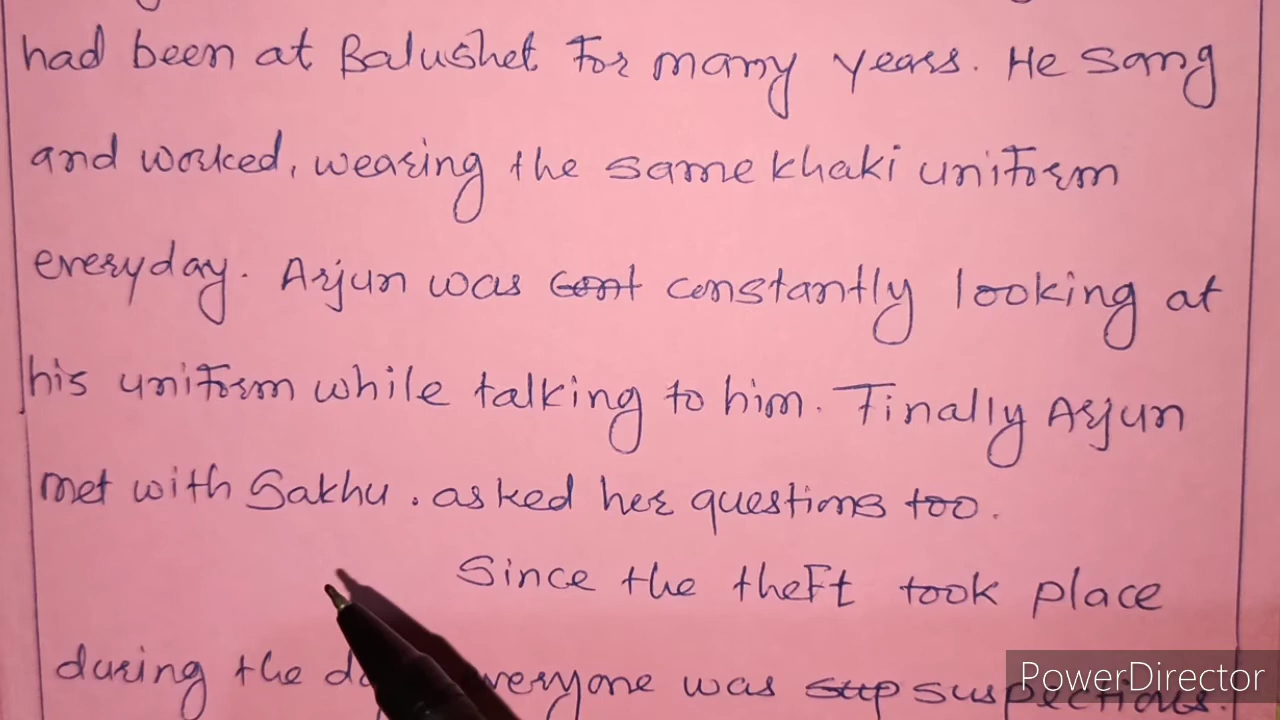 had been at Balushet for many years. He sang
and worked, wearing the same khaki uniform
everyday. Arjun was cont constantly looking at
his uniform while talking to him. Finally Arjun
met with Sakhu. asked her questions too.
Since the theft took place
during the everyone was sup suspections.
PowerDirector